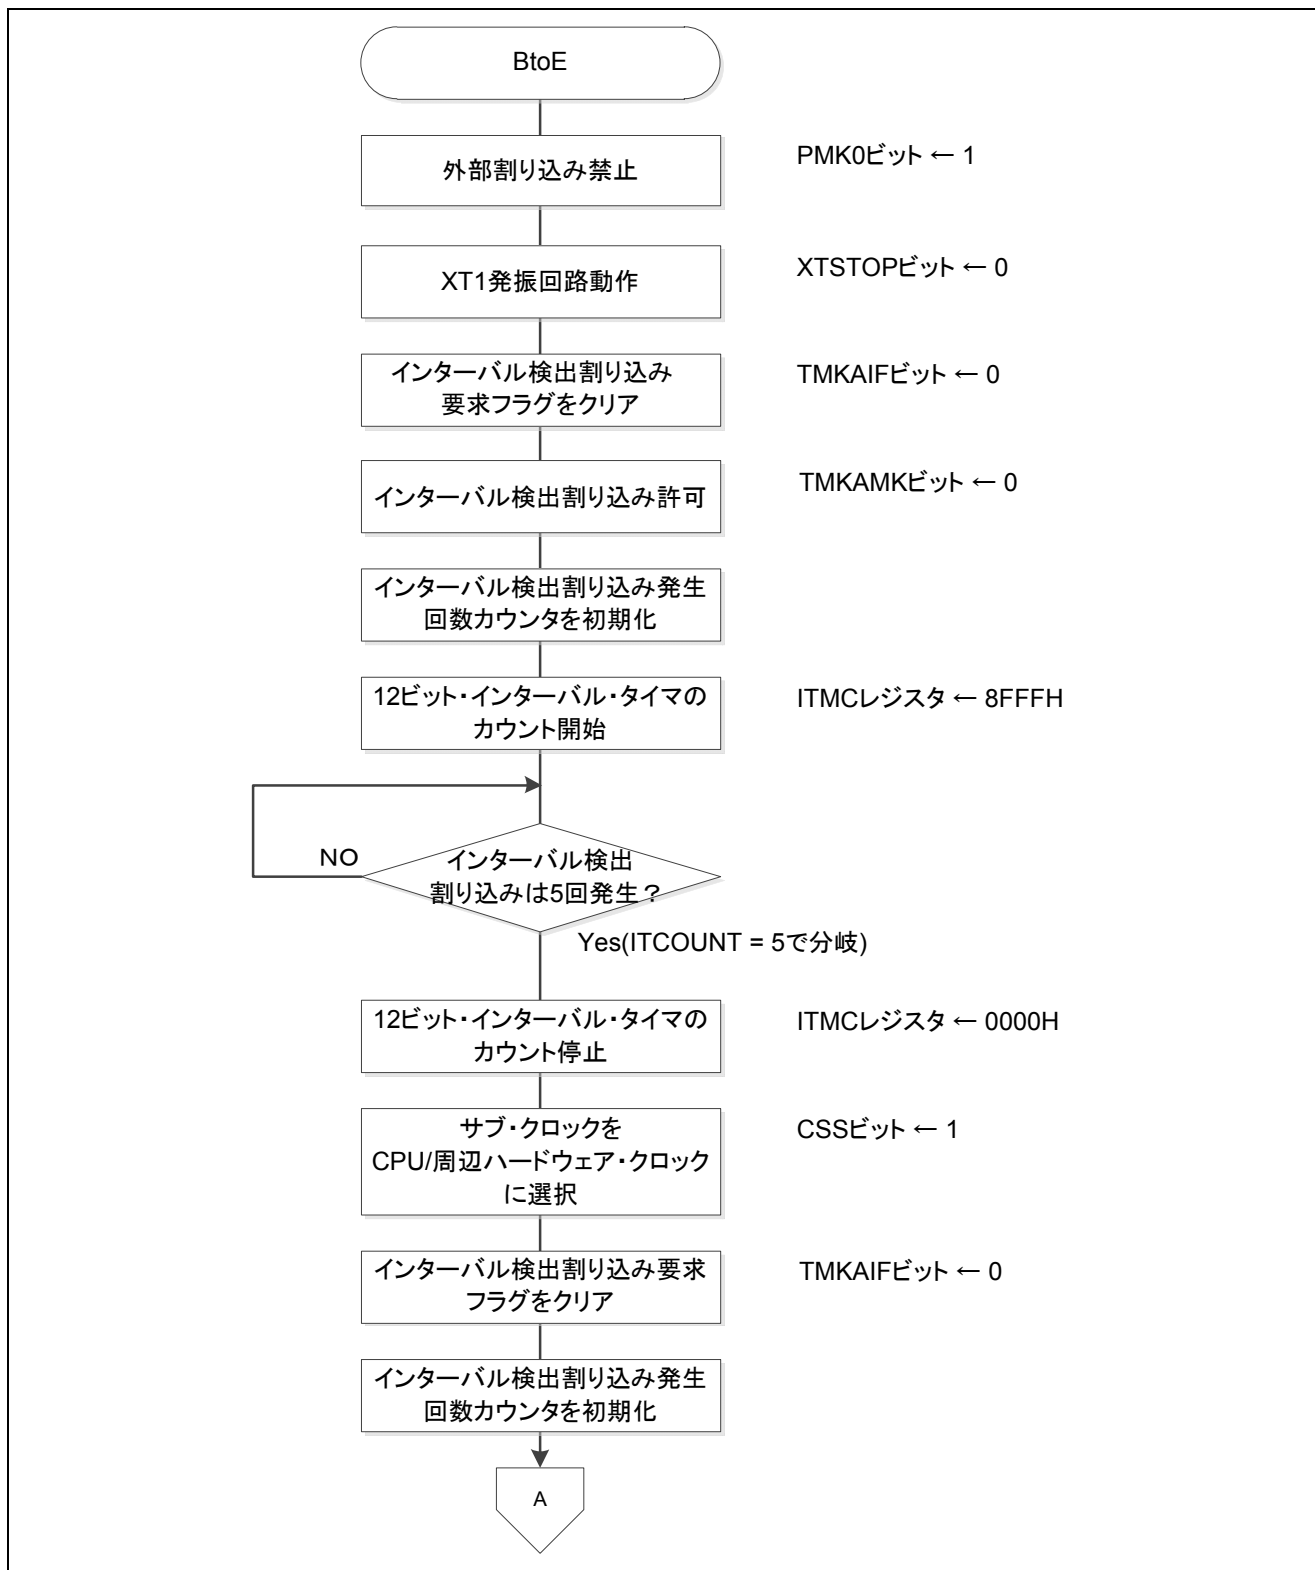 BtoE
外部割り込み禁止
PMK0ビット ← 1
XT1発振回路動作
XTSTOPビット ← 0
インターバル検出割り込み
要求フラグをクリア
TMKAIFビット ← 0
インターバル検出割り込み許可
TMKAMKビット ← 0
インターバル検出割り込み発生
回数カウンタを初期化
12ビット・インターバル・タイマの
カウント開始
ITMCレジスタ ← 8FFFH
NO
インターバル検出
割り込みは5回発生？
Yes(ITCOUNT = 5で分岐)
12ビット・インターバル・タイマの
カウント停止
ITMCレジスタ ← 0000H
サブ・クロックを
CPU/周辺ハードウェア・クロック
に選択
CSSビット ← 1
インターバル検出割り込み要求
フラグをクリア
TMKAIFビット ← 0
インターバル検出割り込み発生
回数カウンタを初期化
A